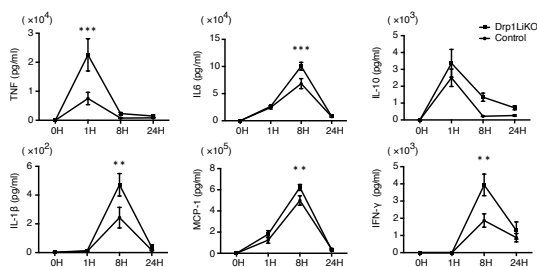 (×10⁴)
TNF (pg/ml)
3
2
1
0
***
0H 1H 8H 24H
(×10⁴)
IL6 (pg/ml)
15
10
5
0
***
0H 1H 8H 24H
(×10³)
IL-10 (pg/ml)
5
4
3
2
1
0
0H 1H 8H 24H
Drp1LiKO
Control
(×10²)
IL-1β (pg/ml)
6
4
2
0
**
0H 1H 8H 24H
(×10⁵)
MCP-1 (pg/ml)
8
6
4
2
0
**
0H 1H 8H 24H
(×10³)
IFN-γ (pg/ml)
5
4
3
2
1
0
**
0H 1H 8H 24H